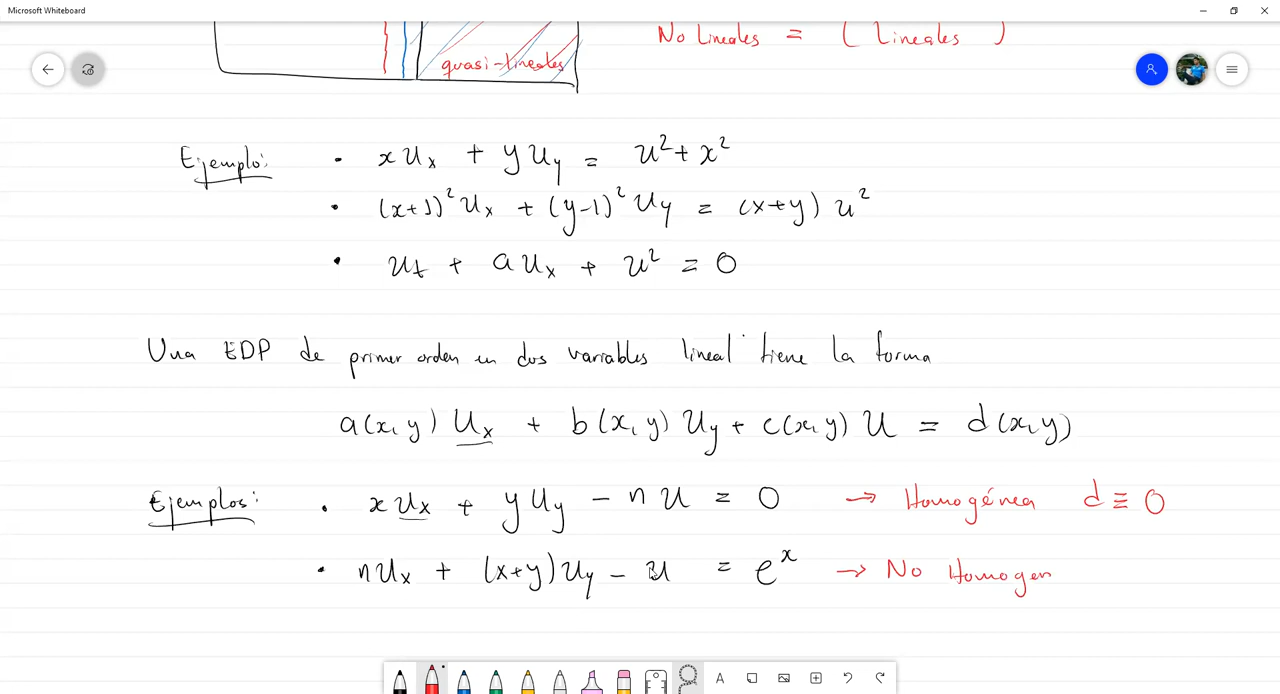 Microsoft Whiteboard
No Lineales = ( Lineales )
quasi-lineales
Ejemplo: · x u_x + y u_y = u² + x²
· (x+1)² u_x + (y-1)² u_y = (x+y) u²
· u_t + a u_x + u² = 0
Una EDP de primer orden en dos variables lineal tiene la forma
a(x,y) u_x + b(x,y) u_y + c(x,y) u = d(x,y)
Ejemplos: · x u_x + y u_y - n u = 0 → Homogénea d ≡ 0
· n u_x + (x+y) u_y - u = e^x → No Homogen
A